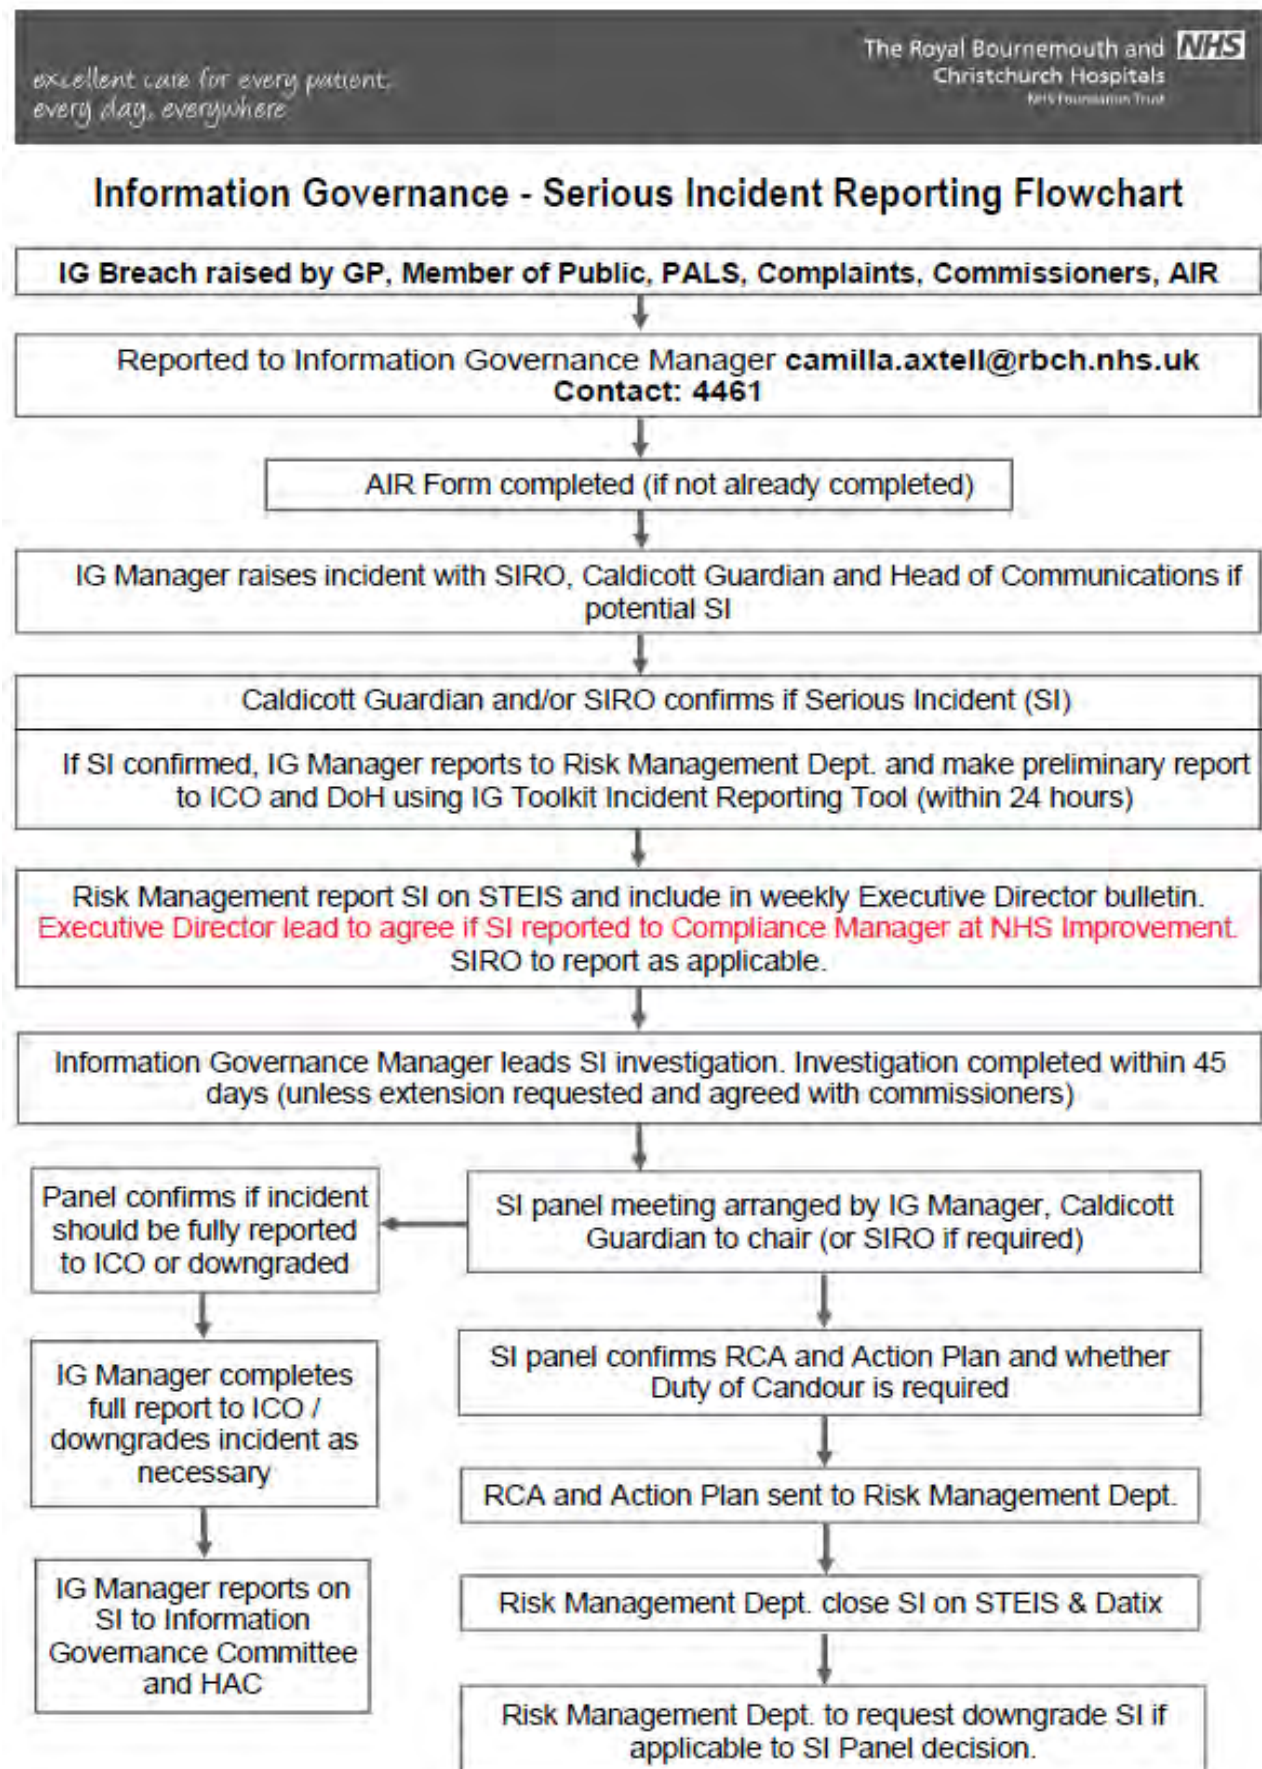 excellent care for every patient,
every day, everywhere
The Royal Bournemouth and NHS
Christchurch Hospitals
NHS Foundation Trust
Information Governance - Serious Incident Reporting Flowchart
IG Breach raised by GP, Member of Public, PALS, Complaints, Commissioners, AIR
Reported to Information Governance Manager camilla.axtell@rbch.nhs.uk
Contact: 4461
AIR Form completed (if not already completed)
IG Manager raises incident with SIRO, Caldicott Guardian and Head of Communications if
potential SI
Caldicott Guardian and/or SIRO confirms if Serious Incident (SI)
If SI confirmed, IG Manager reports to Risk Management Dept. and make preliminary report
to ICO and DoH using IG Toolkit Incident Reporting Tool (within 24 hours)
Risk Management report SI on STEIS and include in weekly Executive Director bulletin.
Executive Director lead to agree if SI reported to Compliance Manager at NHS Improvement.
SIRO to report as applicable.
Information Governance Manager leads SI investigation. Investigation completed within 45
days (unless extension requested and agreed with commissioners)
Panel confirms if incident
should be fully reported
to ICO or downgraded
IG Manager completes
full report to ICO /
downgrades incident as
necessary
IG Manager reports on
SI to Information
Governance Committee
and HAC
SI panel meeting arranged by IG Manager, Caldicott
Guardian to chair (or SIRO if required)
SI panel confirms RCA and Action Plan and whether
Duty of Candour is required
RCA and Action Plan sent to Risk Management Dept.
Risk Management Dept. close SI on STEIS & Datix
Risk Management Dept. to request downgrade SI if
applicable to SI Panel decision.